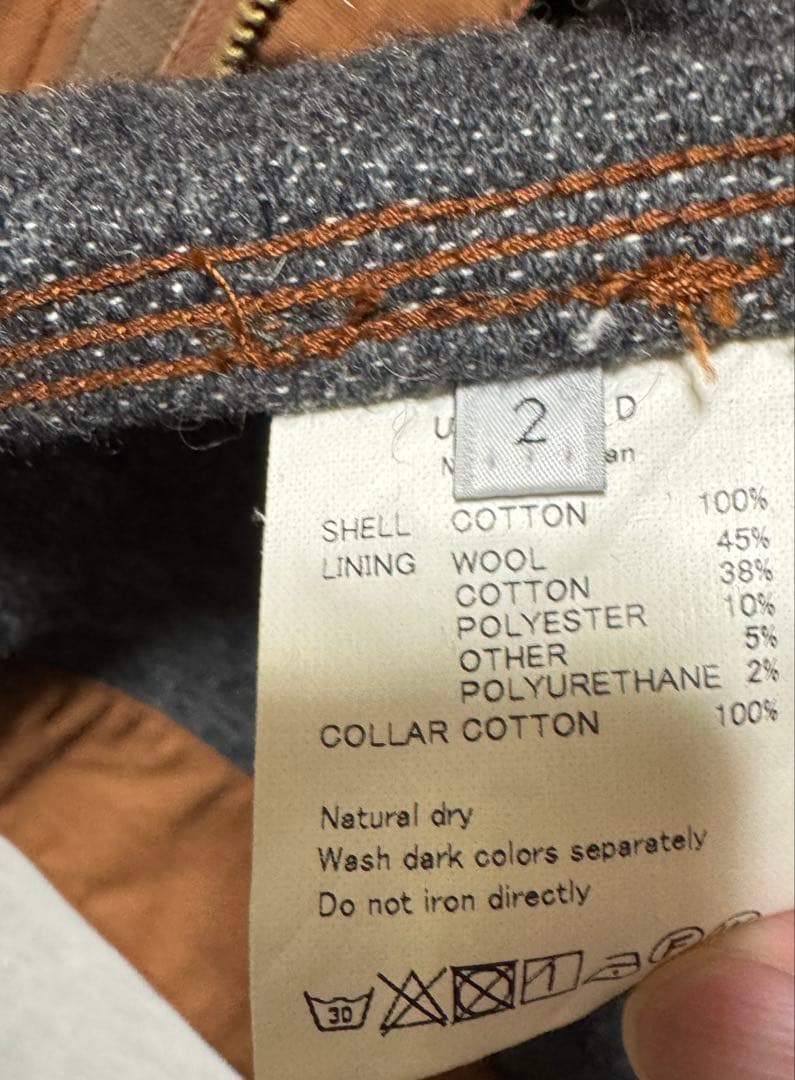 2
U D
N an
SHELL COTTON 100%
LINING WOOL 45%
COTTON 38%
POLYESTER 10%
OTHER 5%
POLYURETHANE 2%
COLLAR COTTON 100%
Natural dry
Wash dark colors separately
Do not iron directly
30
F